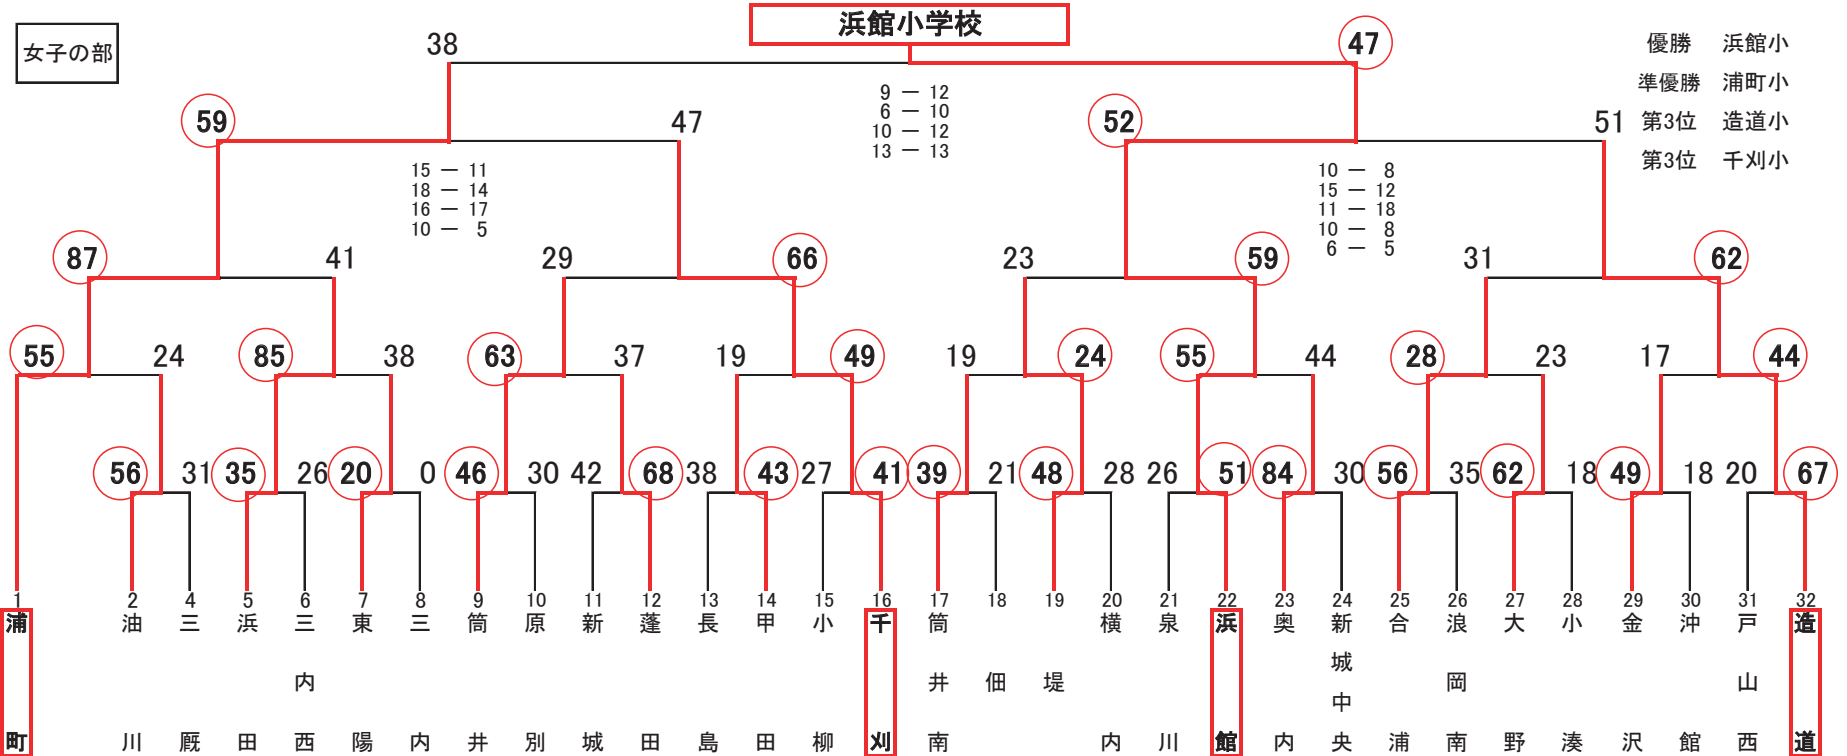 浜館小学校
女子の部
38 47
優勝 浜館小
準優勝 浦町小
第3位 造道小
第3位 千刈小
9 － 12
6 － 10
10 － 12
13 － 13
59 47 52 51
15 － 11
18 － 14
16 － 17
10 － 5
10 － 8
15 － 12
11 － 18
10 － 8
6 － 5
87 41 29 66 23 59 31 62
55 24 85 38 63 37 19 49 19 24 55 44 28 23 17 44
56 31 35 26 20 0 46 30 42 68 38 43 27 41 39 21 48 28 26 51 84 30 56 35 62 18 49 18 20 67
1 浦町
2 油川
4 三厩
5 浜田
6 三内西
7 東陽
8 三内
9 筒井
10 原別
11 新城
12 蓬田
13 長島
14 甲田
15 小柳
16 千刈
17 筒井南
18 佃
19 堤
20 横内
21 泉川
22 浜館
23 奥内
24 新城中央
25 合浦
26 浪岡南
27 大野
28 小湊
29 金沢
30 沖館
31 戸山西
32 造道